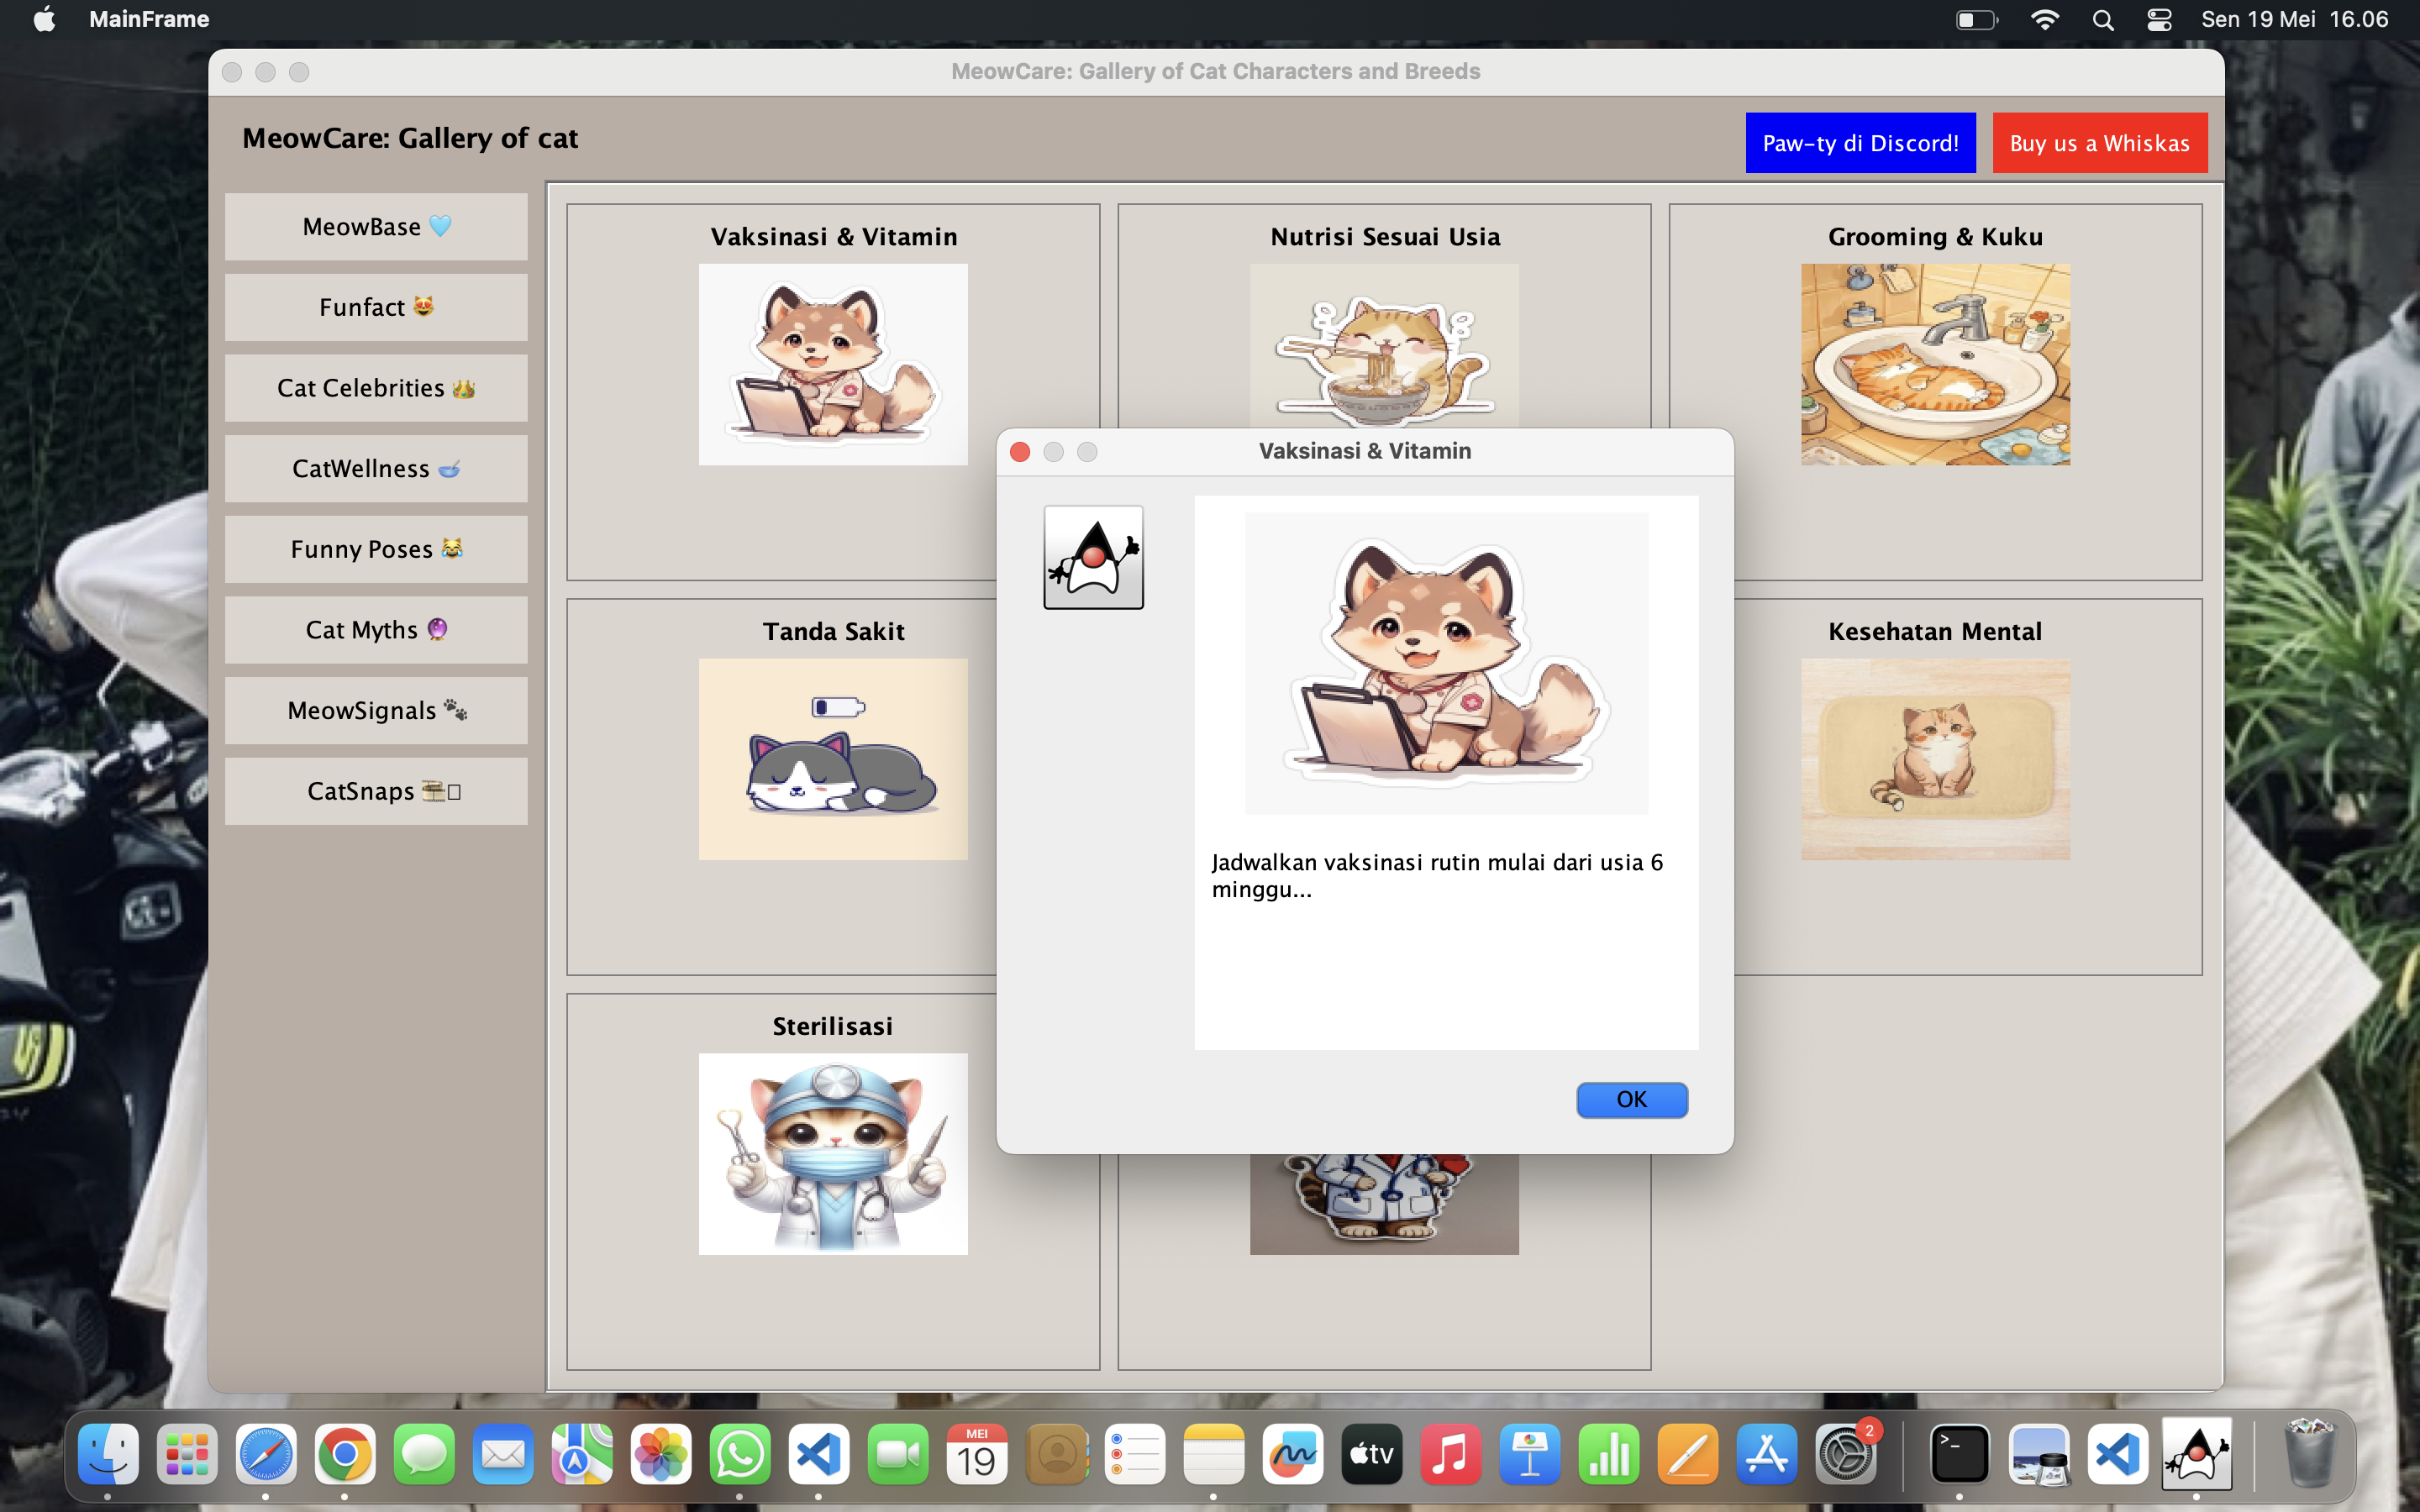 MainFrame
Sen 19 Mei 16.06
MeowCare: Gallery of Cat Characters and Breeds
MeowCare: Gallery of cat
Paw-ty di Discord!
Buy us a Whiskas
MeowBase 🩵
Funfact 😻
Cat Celebrities 👑
CatWellness 🥣
Funny Poses 😹
Cat Myths 🔮
MeowSignals 🐾
CatSnaps
Vaksinasi & Vitamin
Nutrisi Sesuai Usia
Grooming & Kuku
Tanda Sakit
Kesehatan Mental
Sterilisasi
Vaksinasi & Vitamin
Jadwalkan vaksinasi rutin mulai dari usia 6
minggu...
OK
MEI
19
tv
2
>_